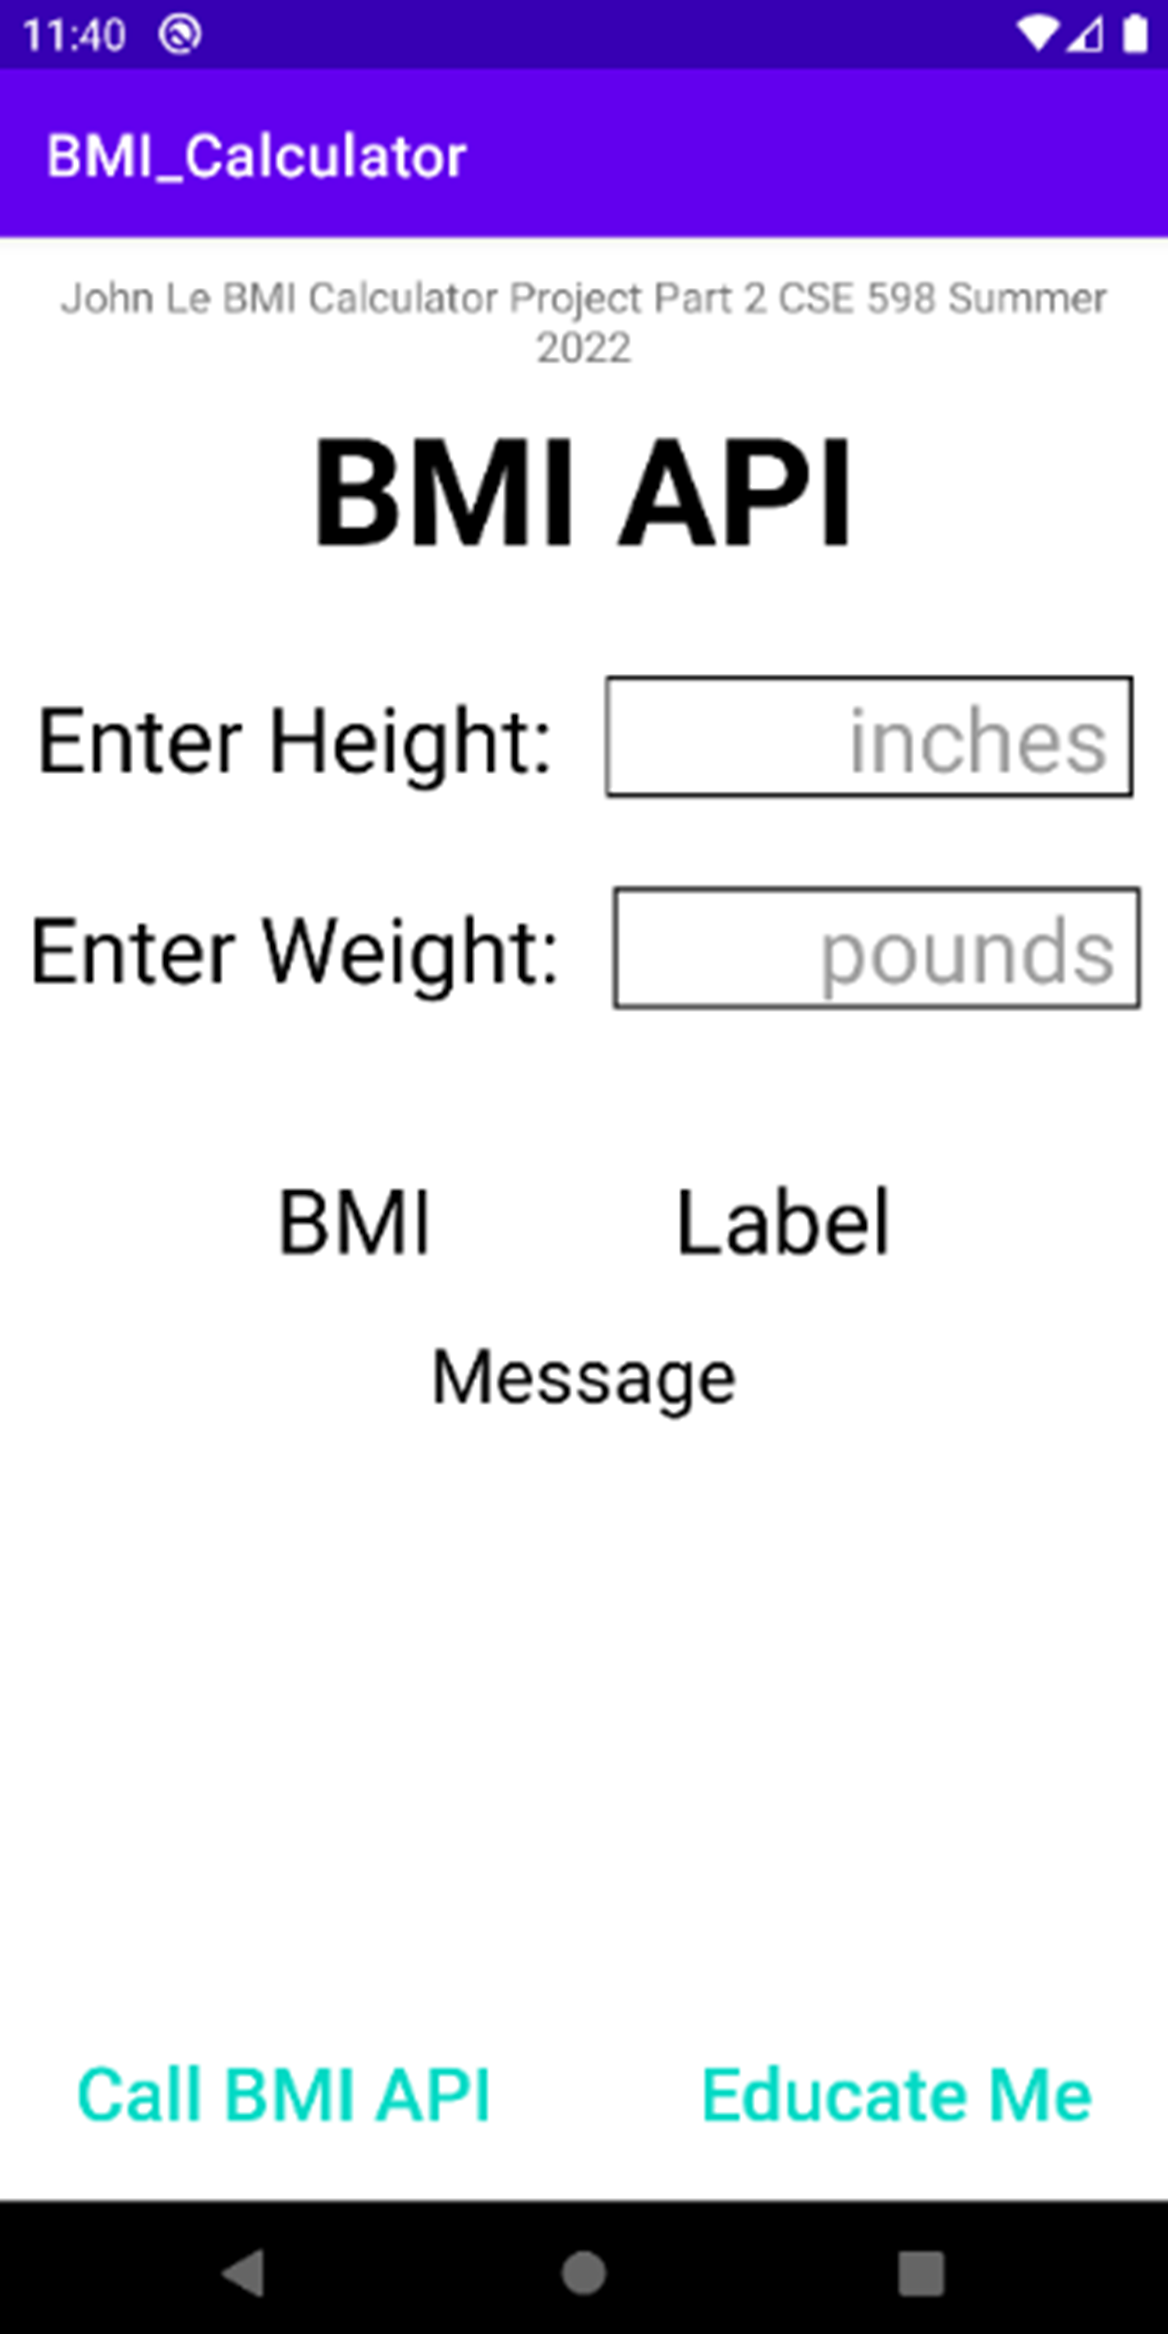 11:40
BMI_Calculator
John Le BMI Calculator Project Part 2 CSE 598 Summer
2022
BMI API
Enter Height: inches
Enter Weight: pounds
BMI Label
Message
Call BMI API Educate Me